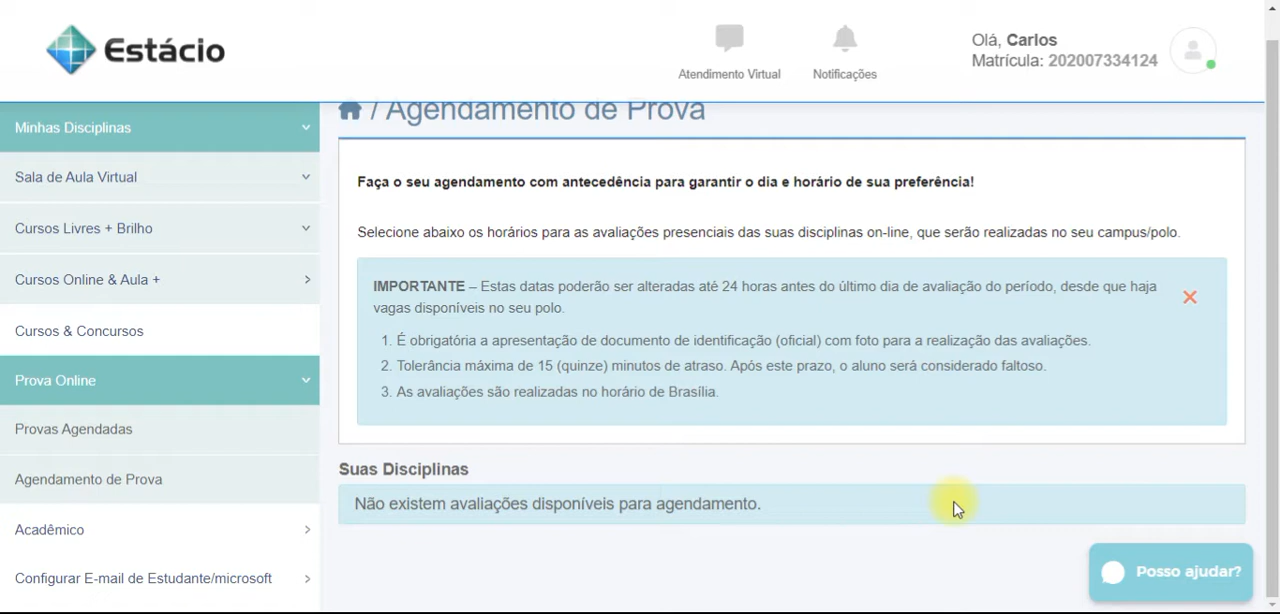 Estácio
Atendimento Virtual
Notificações
Olá, Carlos
Matrícula: 202007334124
Minhas Disciplinas
Sala de Aula Virtual
Cursos Livres + Brilho
Cursos Online & Aula +
Cursos & Concursos
Prova Online
Provas Agendadas
Agendamento de Prova
Acadêmico
Configurar E-mail de Estudante/microsoft
/ Agendamento de Prova
Faça o seu agendamento com antecedência para garantir o dia e horário de sua preferência!
Selecione abaixo os horários para as avaliações presenciais das suas disciplinas on-line, que serão realizadas no seu campus/polo.
IMPORTANTE – Estas datas poderão ser alteradas até 24 horas antes do último dia de avaliação do período, desde que haja
vagas disponíveis no seu polo.
1. É obrigatória a apresentação de documento de identificação (oficial) com foto para a realização das avaliações.
2. Tolerância máxima de 15 (quinze) minutos de atraso. Após este prazo, o aluno será considerado faltoso.
3. As avaliações são realizadas no horário de Brasília.
Suas Disciplinas
Não existem avaliações disponíveis para agendamento.
Posso ajudar?